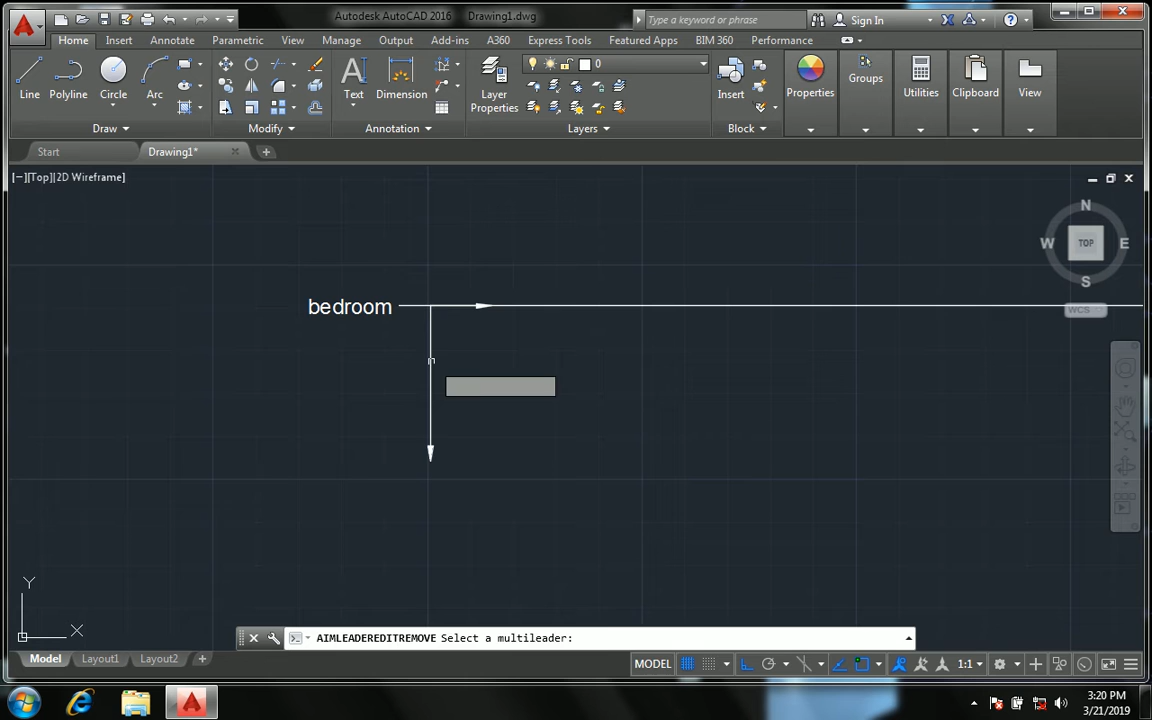 Autodesk AutoCAD 2016 Drawing1.dwg
Type a keyword or phrase
Sign In
Home Insert Annotate Parametric View Manage Output Add-ins A360 Express Tools Featured Apps BIM 360 Performance
Line Polyline Circle Arc
Text Dimension
Layer Properties
0
Insert
Properties Groups Utilities Clipboard View
Draw Modify Annotation Layers Block
Start Drawing1*
[−][Top][2D Wireframe]
N
W TOP E
S
WCS
bedroom
Y
X
AIMLEADEREDITREMOVE Select a multileader:
Model Layout1 Layout2 +
MODEL 1:1
3:20 PM
3/21/2019